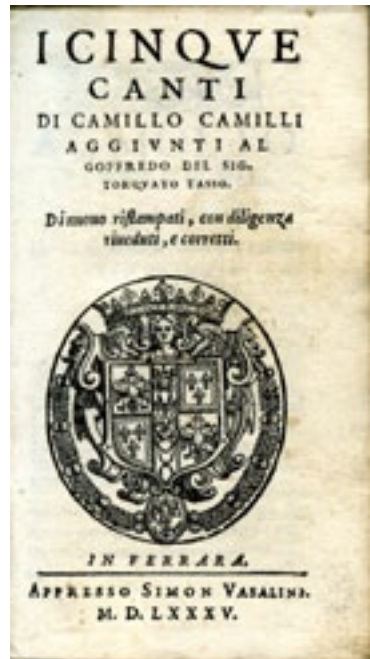 I CINQVE
CANTI
DI CAMILLO CAMILLI
AGGIVNTI AL
GOFFREDO DEL SIG.
TORQVATO TASSO.
Di nuouo ristampati, con diligenza
riueduti, e corretti.
IN FERRARA.
APPRESSO SIMON VASALINI.
M. D. LXXXV.